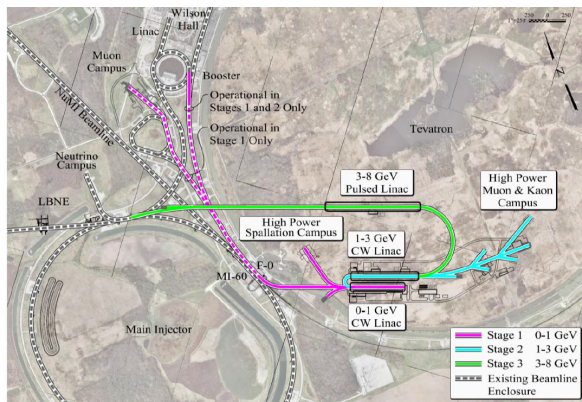 Wilson
Hall
Linac
Muon
Campus
NuMI Beamline
Booster
Operational in
Stages 1 and 2 Only
Operational in
Stage 1 Only
Tevatron
Neutrino
Campus
LBNE
3-8 GeV
Pulsed Linac
High Power
Muon & Kaon
Campus
High Power
Spallation Campus
1-3 GeV
CW Linac
F-0
MI-60
0-1 GeV
CW Linac
Main Injector
Stage 1 0-1 GeV
Stage 2 1-3 GeV
Stage 3 3-8 GeV
Existing Beamline
Enclosure
N